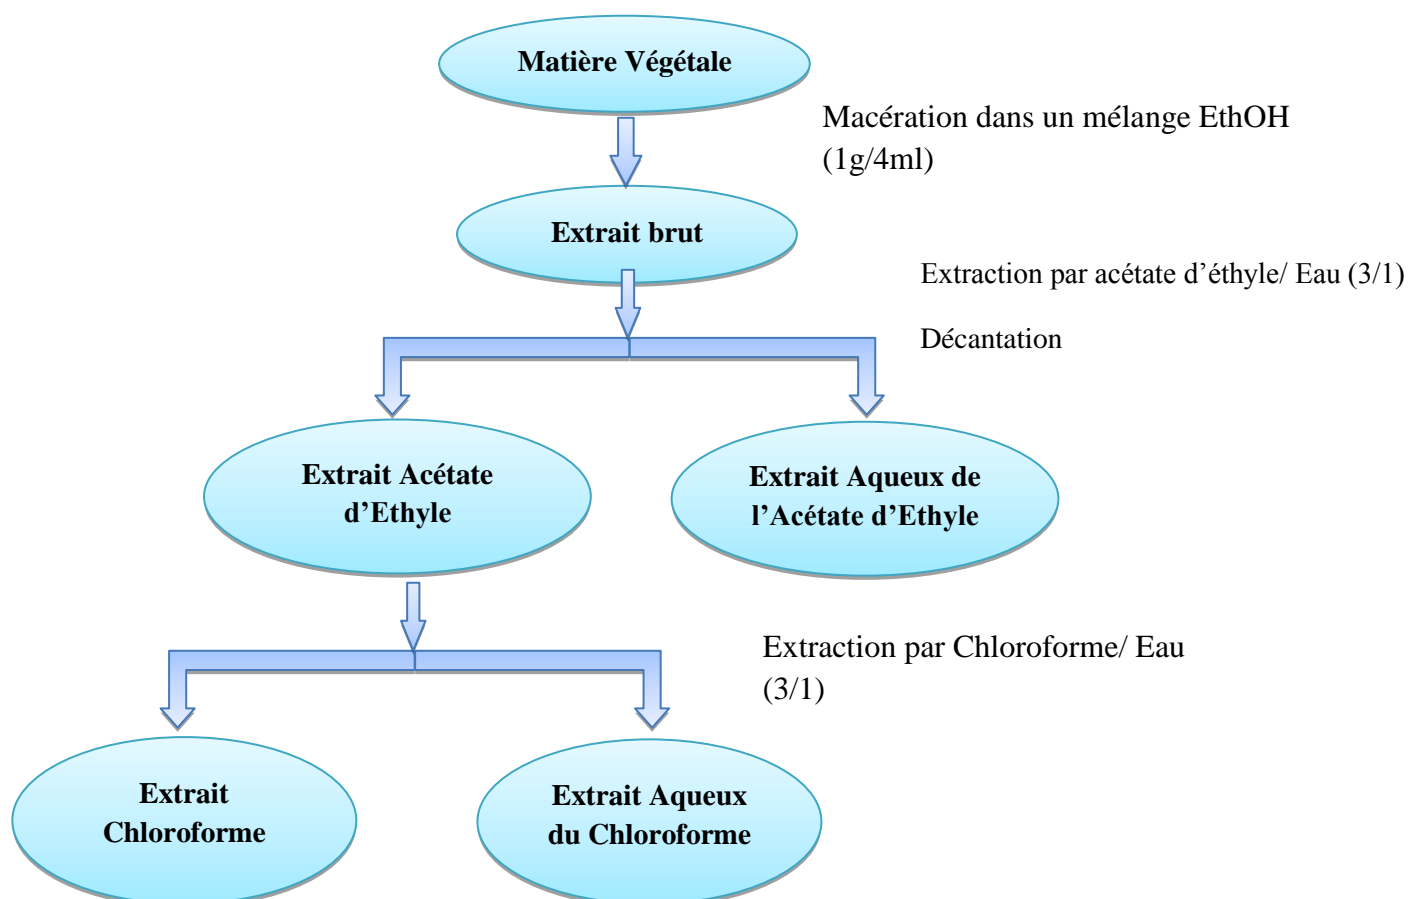 Matière Végétale
Macération dans un mélange EthOH
(1g/4ml)
Extrait brut
Extraction par acétate d’éthyle/ Eau (3/1)
Décantation
Extrait Acétate
d’Ethyle
Extrait Aqueux de
l’Acétate d’Ethyle
Extraction par Chloroforme/ Eau
(3/1)
Extrait
Chloroforme
Extrait Aqueux
du Chloroforme